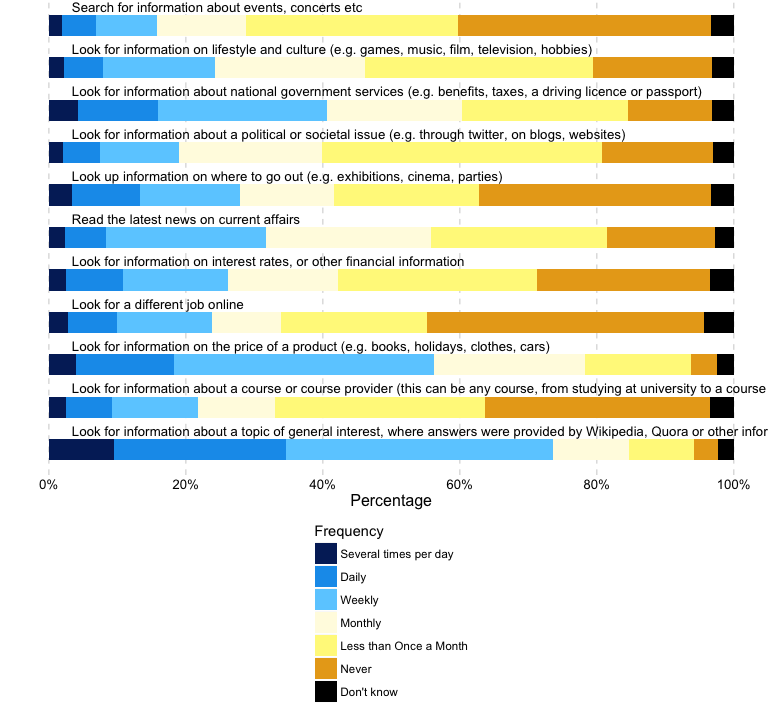 Search for information about events, concerts etc
Look for information on lifestyle and culture (e.g. games, music, film, television, hobbies)
Look for information about national government services (e.g. benefits, taxes, a driving licence or passport)
Look for information about a political or societal issue (e.g. through twitter, on blogs, websites)
Look up information on where to go out (e.g. exhibitions, cinema, parties)
Read the latest news on current affairs
Look for information on interest rates, or other financial information
Look for a different job online
Look for information on the price of a product (e.g. books, holidays, clothes, cars)
Look for information about a course or course provider (this can be any course, from studying at university to a course
Look for information about a topic of general interest, where answers were provided by Wikipedia, Quora or other infor
0% 20% 40% 60% 80% 100%
Percentage
Frequency
Several times per day
Daily
Weekly
Monthly
Less than Once a Month
Never
Don't know